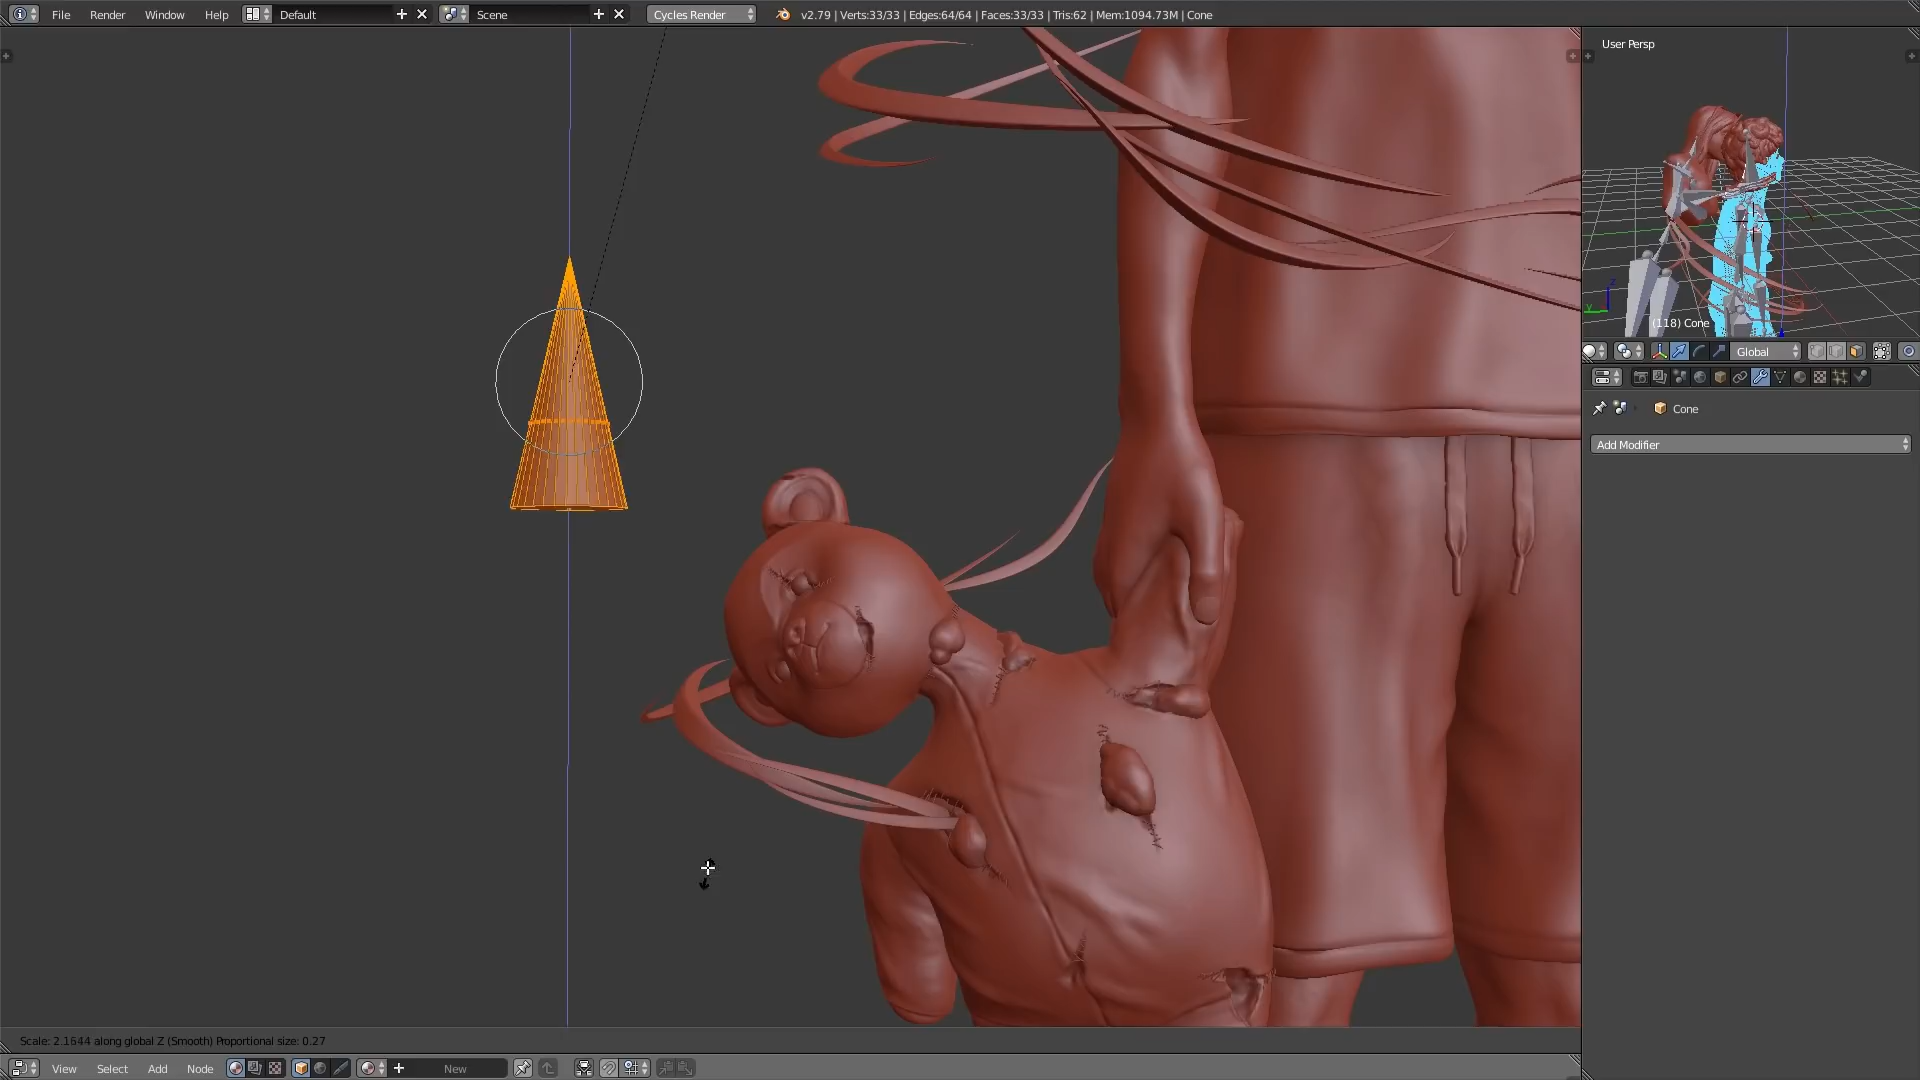 File Render Window Help Default Scene Cycles Render v2.79 | Verts:33/33 | Edges:64/64 | Faces:33/33 | Tris:62 | Mem:1094.73M | Cone
User Persp
(118) Cone
Global
Cone
Add Modifier
Scale: 2.1644 along global Z (Smooth) Proportional size: 0.27
View Select Add Node New